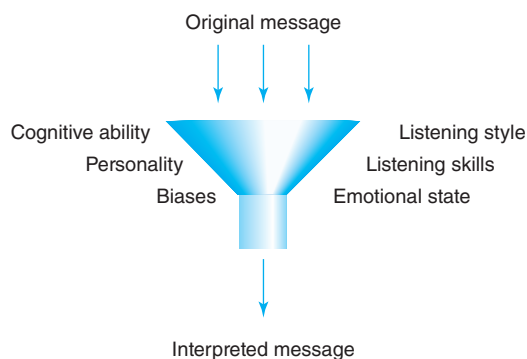 Original message
Cognitive ability
Listening style
Personality
Listening skills
Biases
Emotional state
Interpreted message